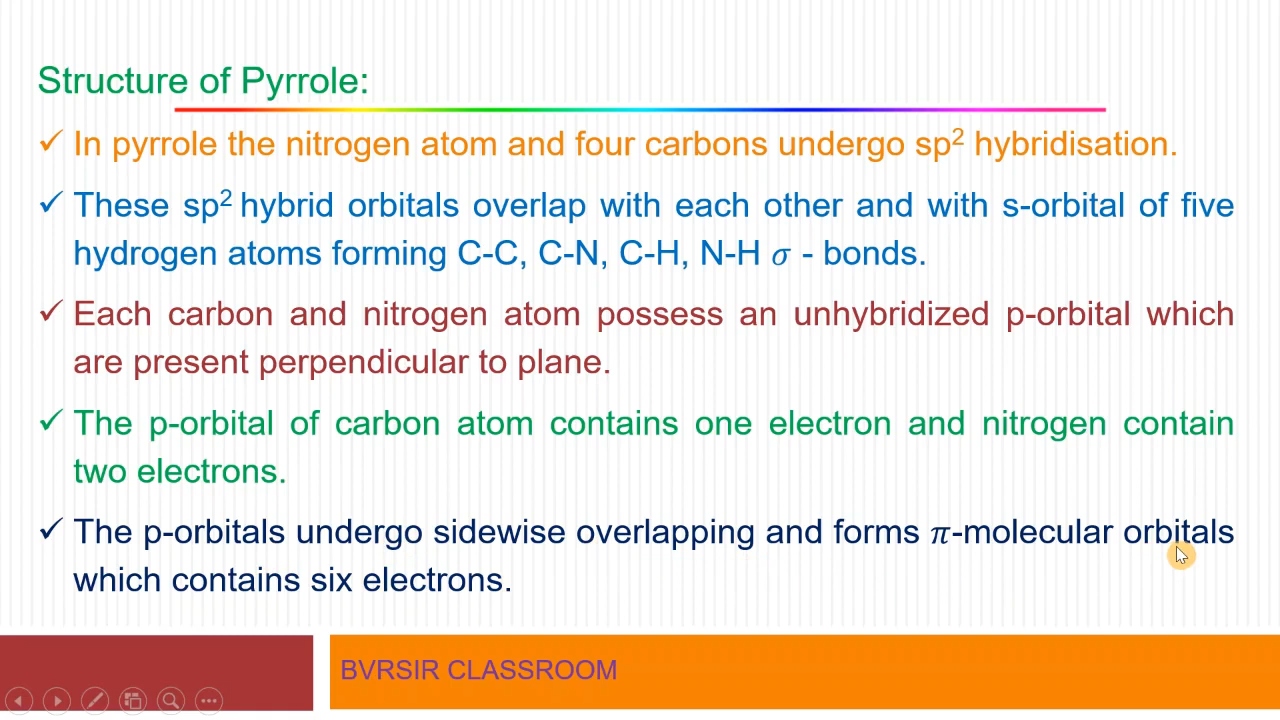 Structure of Pyrrole:
✓ In pyrrole the nitrogen atom and four carbons undergo sp² hybridisation.
✓ These sp² hybrid orbitals overlap with each other and with s-orbital of five
hydrogen atoms forming C-C, C-N, C-H, N-H σ - bonds.
✓ Each carbon and nitrogen atom possess an unhybridized p-orbital which
are present perpendicular to plane.
✓ The p-orbital of carbon atom contains one electron and nitrogen contain
two electrons.
✓ The p-orbitals undergo sidewise overlapping and forms π-molecular orbitals
which contains six electrons.
BVRSIR CLASSROOM